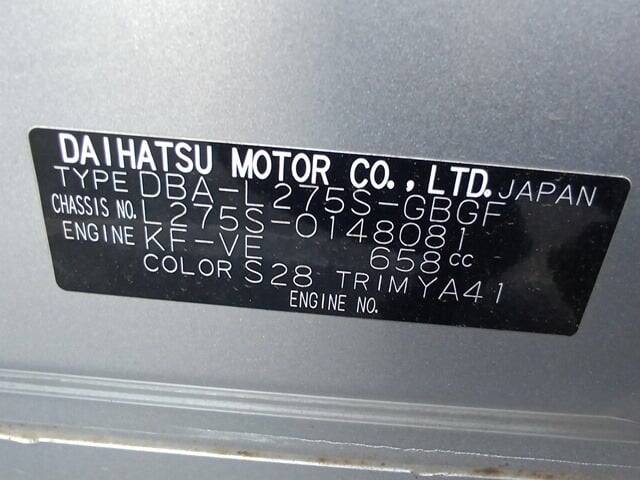 DAIHATSU MOTOR CO., LTD. JAPAN
TYPE DBA-L275S-GBGF
CHASSIS NO. L275S-0148081
ENGINE KF-VE 658cc
COLOR S28 TRIM YA41
ENGINE NO.